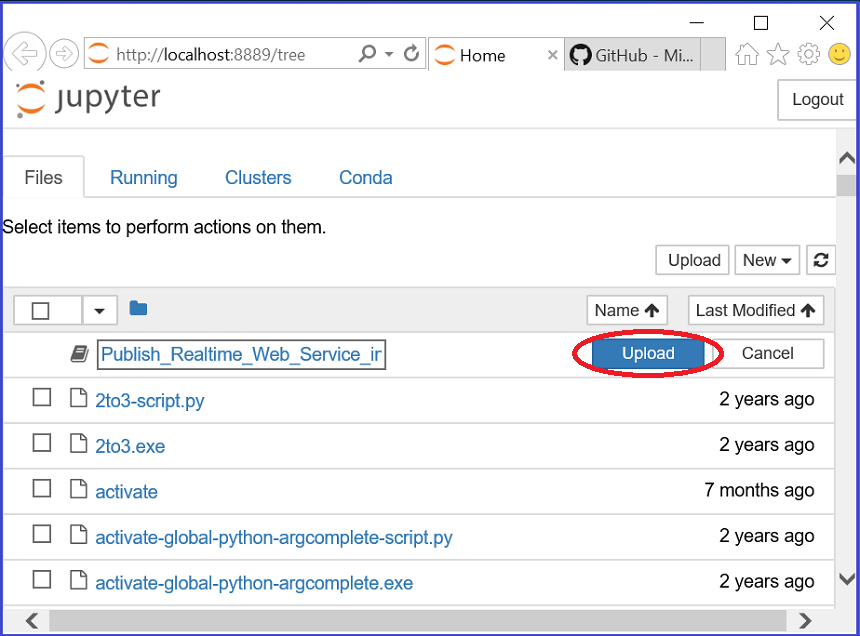 http://localhost:8889/tree
Home
GitHub - Mi...
jupyter
Logout
Files
Running
Clusters
Conda
Select items to perform actions on them.
Upload
New
Name
Last Modified
Publish_Realtime_Web_Service_ir
Upload
Cancel
2to3-script.py
2 years ago
2to3.exe
2 years ago
activate
7 months ago
activate-global-python-argcomplete-script.py
2 years ago
activate-global-python-argcomplete.exe
2 years ago